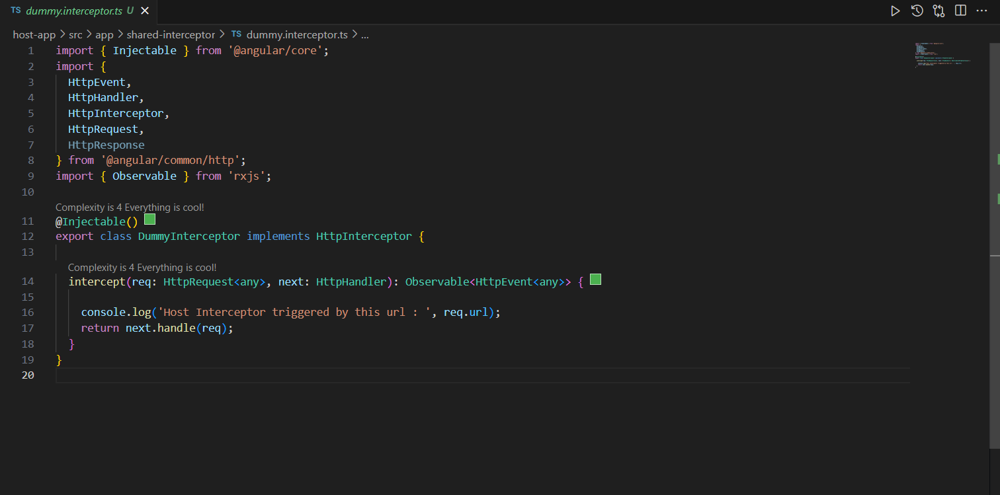 TS dummy.interceptor.ts U
host-app > src > app > shared-interceptor > TS dummy.interceptor.ts > ...
1 import { Injectable } from '@angular/core';
2 import {
3 HttpEvent,
4 HttpHandler,
5 HttpInterceptor,
6 HttpRequest,
7 HttpResponse
8 } from '@angular/common/http';
9 import { Observable } from 'rxjs';
10
Complexity is 4 Everything is cool!
11 @Injectable()
12 export class DummyInterceptor implements HttpInterceptor {
13
Complexity is 4 Everything is cool!
14 intercept(req: HttpRequest<any>, next: HttpHandler): Observable<HttpEvent<any>> {
15
16 console.log('Host Interceptor triggered by this url : ', req.url);
17 return next.handle(req);
18 }
19 }
20